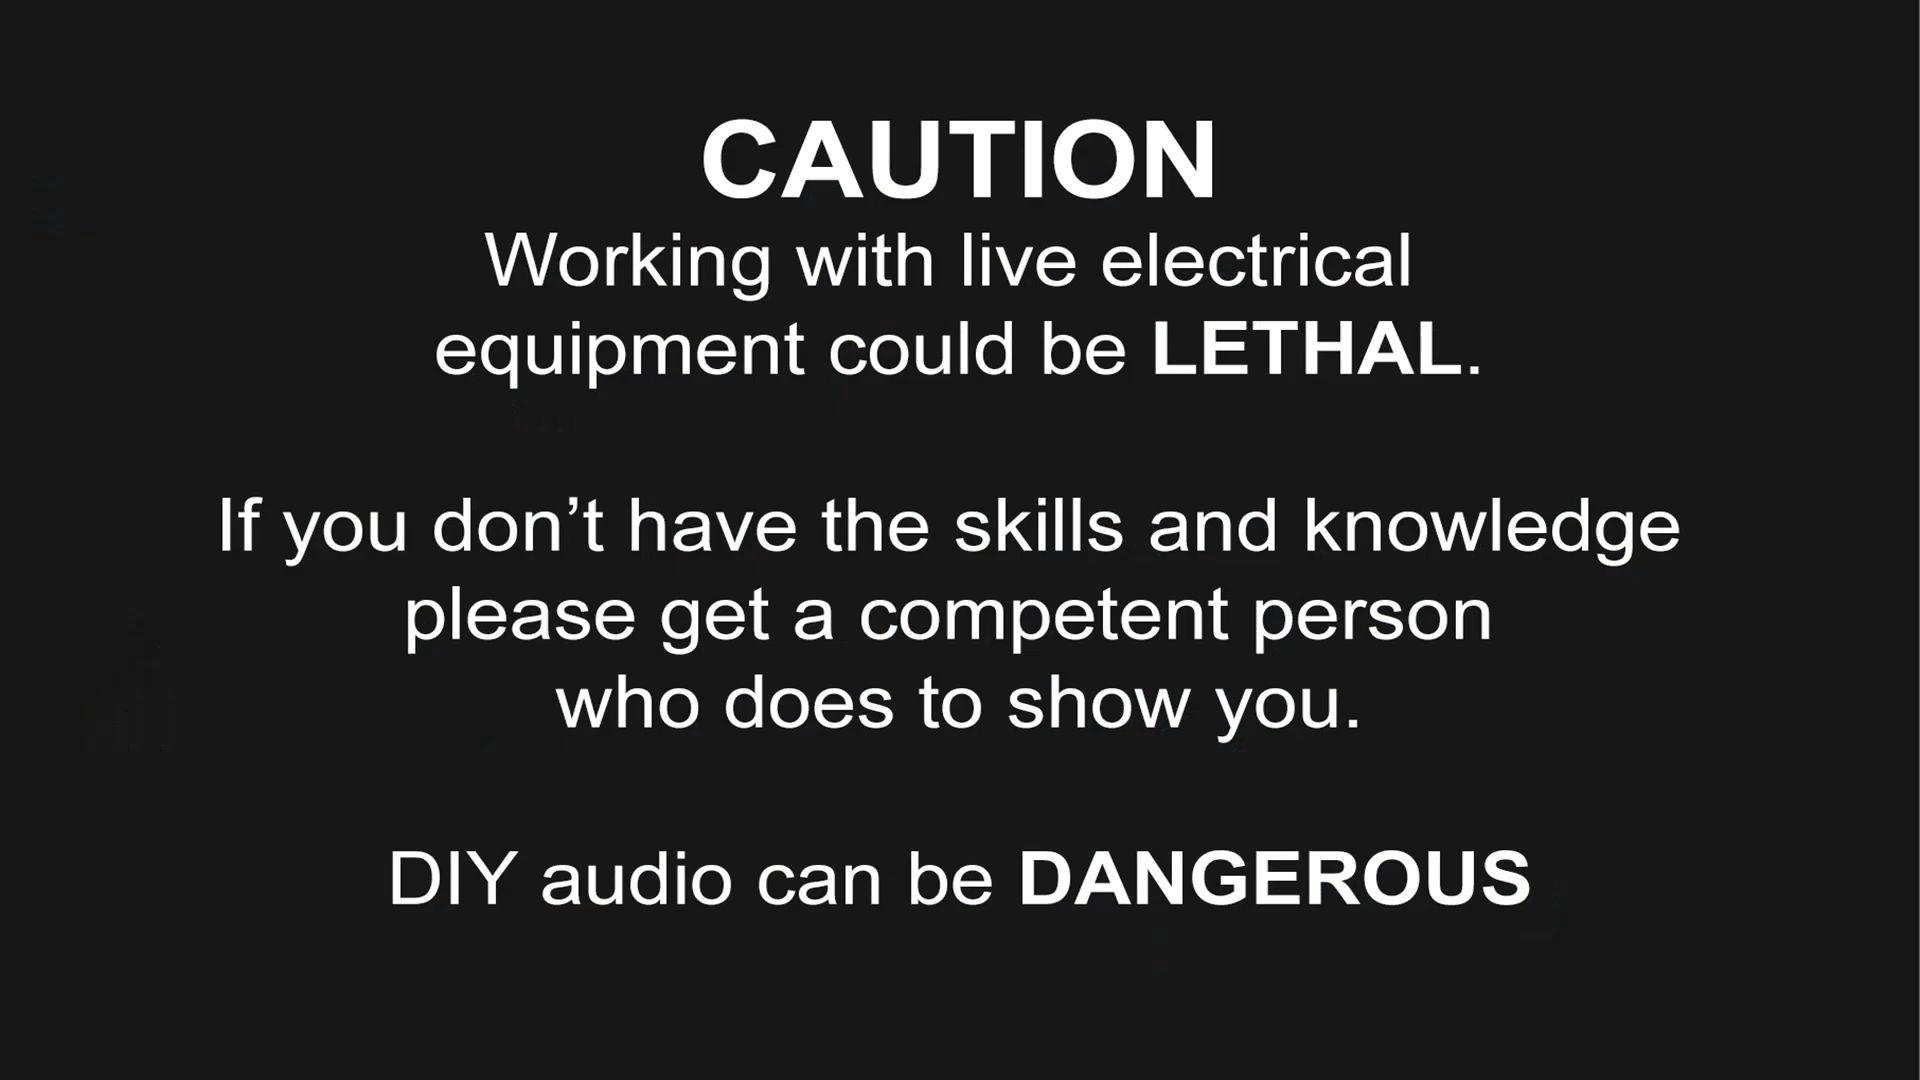 CAUTION
Working with live electrical
equipment could be LETHAL.
If you don’t have the skills and knowledge
please get a competent person
who does to show you.
DIY audio can be DANGEROUS